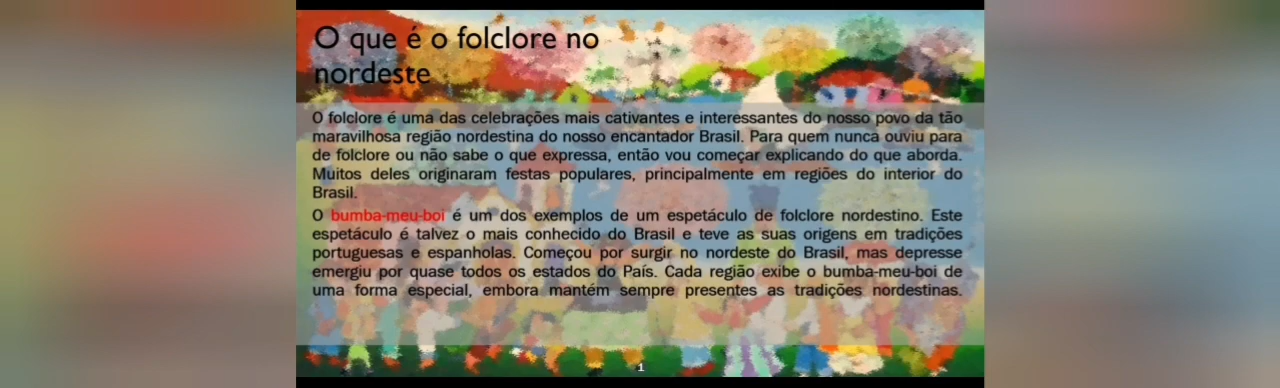 O que é o folclore no
nordeste
O folclore é uma das celebrações mais cativantes e interessantes do nosso povo da tão
maravilhosa região nordestina do nosso encantador Brasil. Para quem nunca ouviu para
de folclore ou não sabe o que expressa, então vou começar explicando do que aborda.
Muitos deles originaram festas populares, principalmente em regiões do interior do
Brasil.
O bumba-meu-boi é um dos exemplos de um espetáculo de folclore nordestino. Este
espetáculo é talvez o mais conhecido do Brasil e teve as suas origens em tradições
portuguesas e espanholas. Começou por surgir no nordeste do Brasil, mas depresse
emergiu por quase todos os estados do País. Cada região exibe o bumba-meu-boi de
uma forma especial, embora mantém sempre presentes as tradições nordestinas.
1